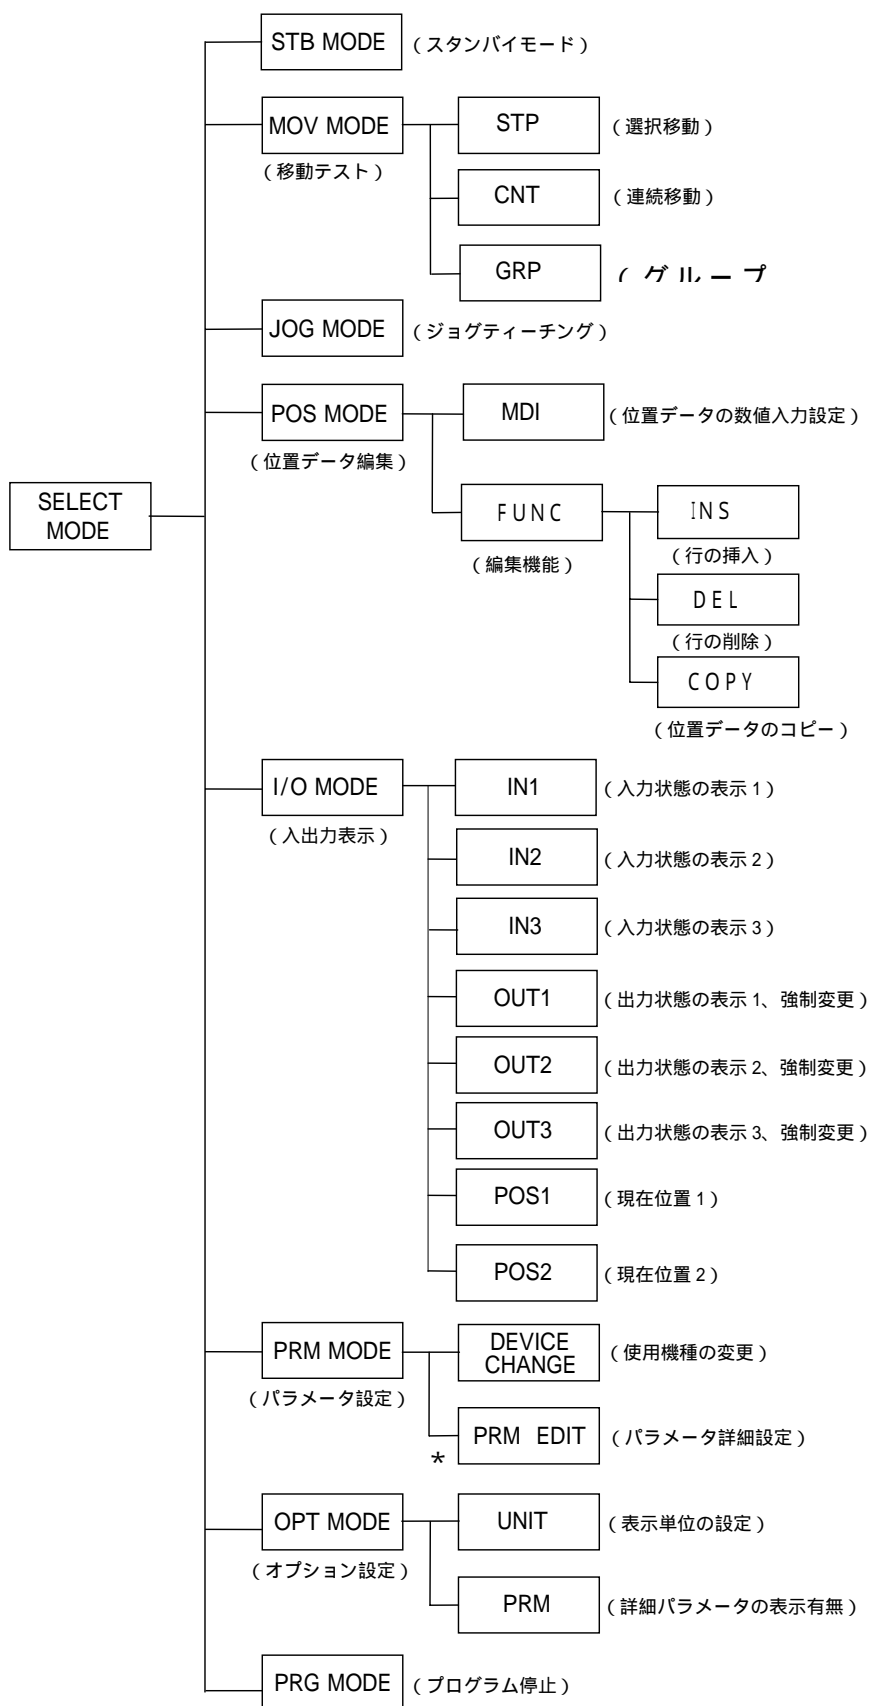 STB MODE （スタンバイモード）
MOV MODE
（移動テスト）
STP （選択移動）
CNT （連続移動）
GRP （グループ
JOG MODE （ジョグティーチング）
POS MODE
（位置データ編集）
MDI （位置データの数値入力設定）
SELECT
MODE
FUNC
（編集機能）
INS
（行の挿入）
DEL
（行の削除）
COPY
（位置データのコピー）
I/O MODE
（入出力表示）
IN1 （入力状態の表示1）
IN2 （入力状態の表示2）
IN3 （入力状態の表示3）
OUT1 （出力状態の表示1、強制変更）
OUT2 （出力状態の表示2、強制変更）
OUT3 （出力状態の表示3、強制変更）
POS1 （現在位置1）
POS2 （現在位置2）
PRM MODE
（パラメータ設定）
DEVICE
CHANGE （使用機種の変更）
* PRM EDIT （パラメータ詳細設定）
OPT MODE
（オプション設定）
UNIT （表示単位の設定）
PRM （詳細パラメータの表示有無）
PRG MODE （プログラム停止）